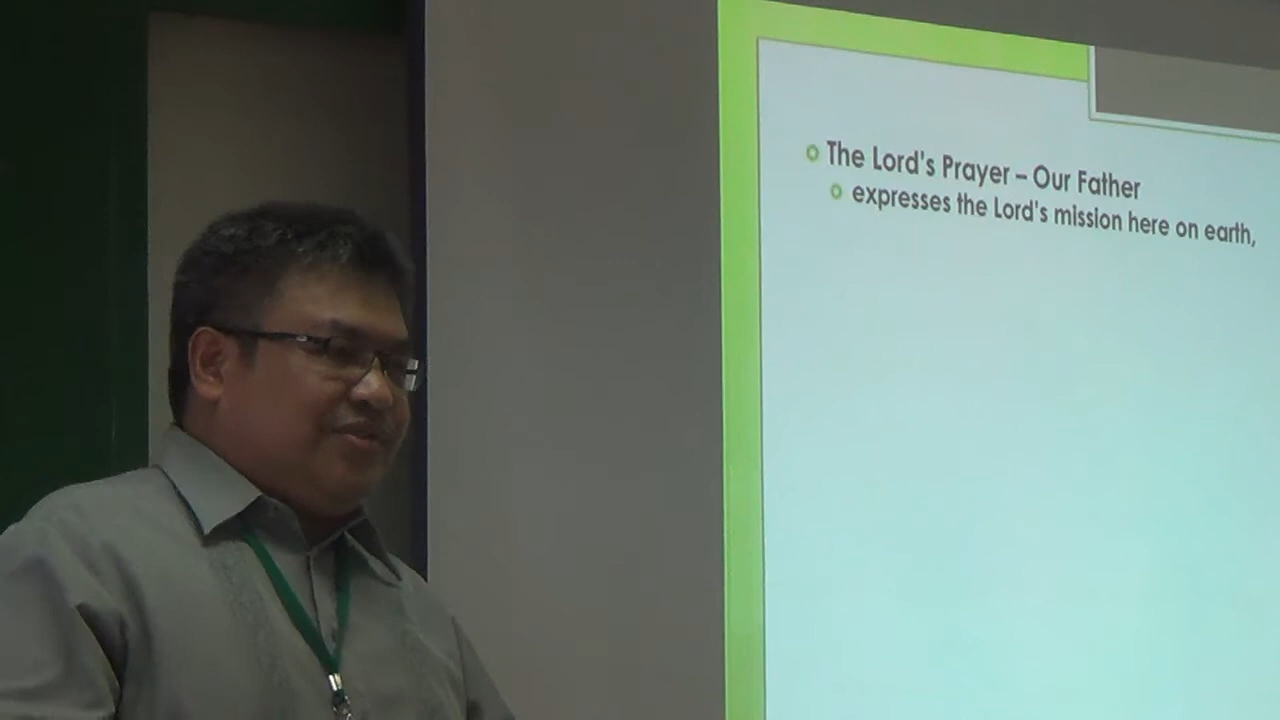 The Lord's Prayer – Our Father
expresses the Lord's mission here on earth,